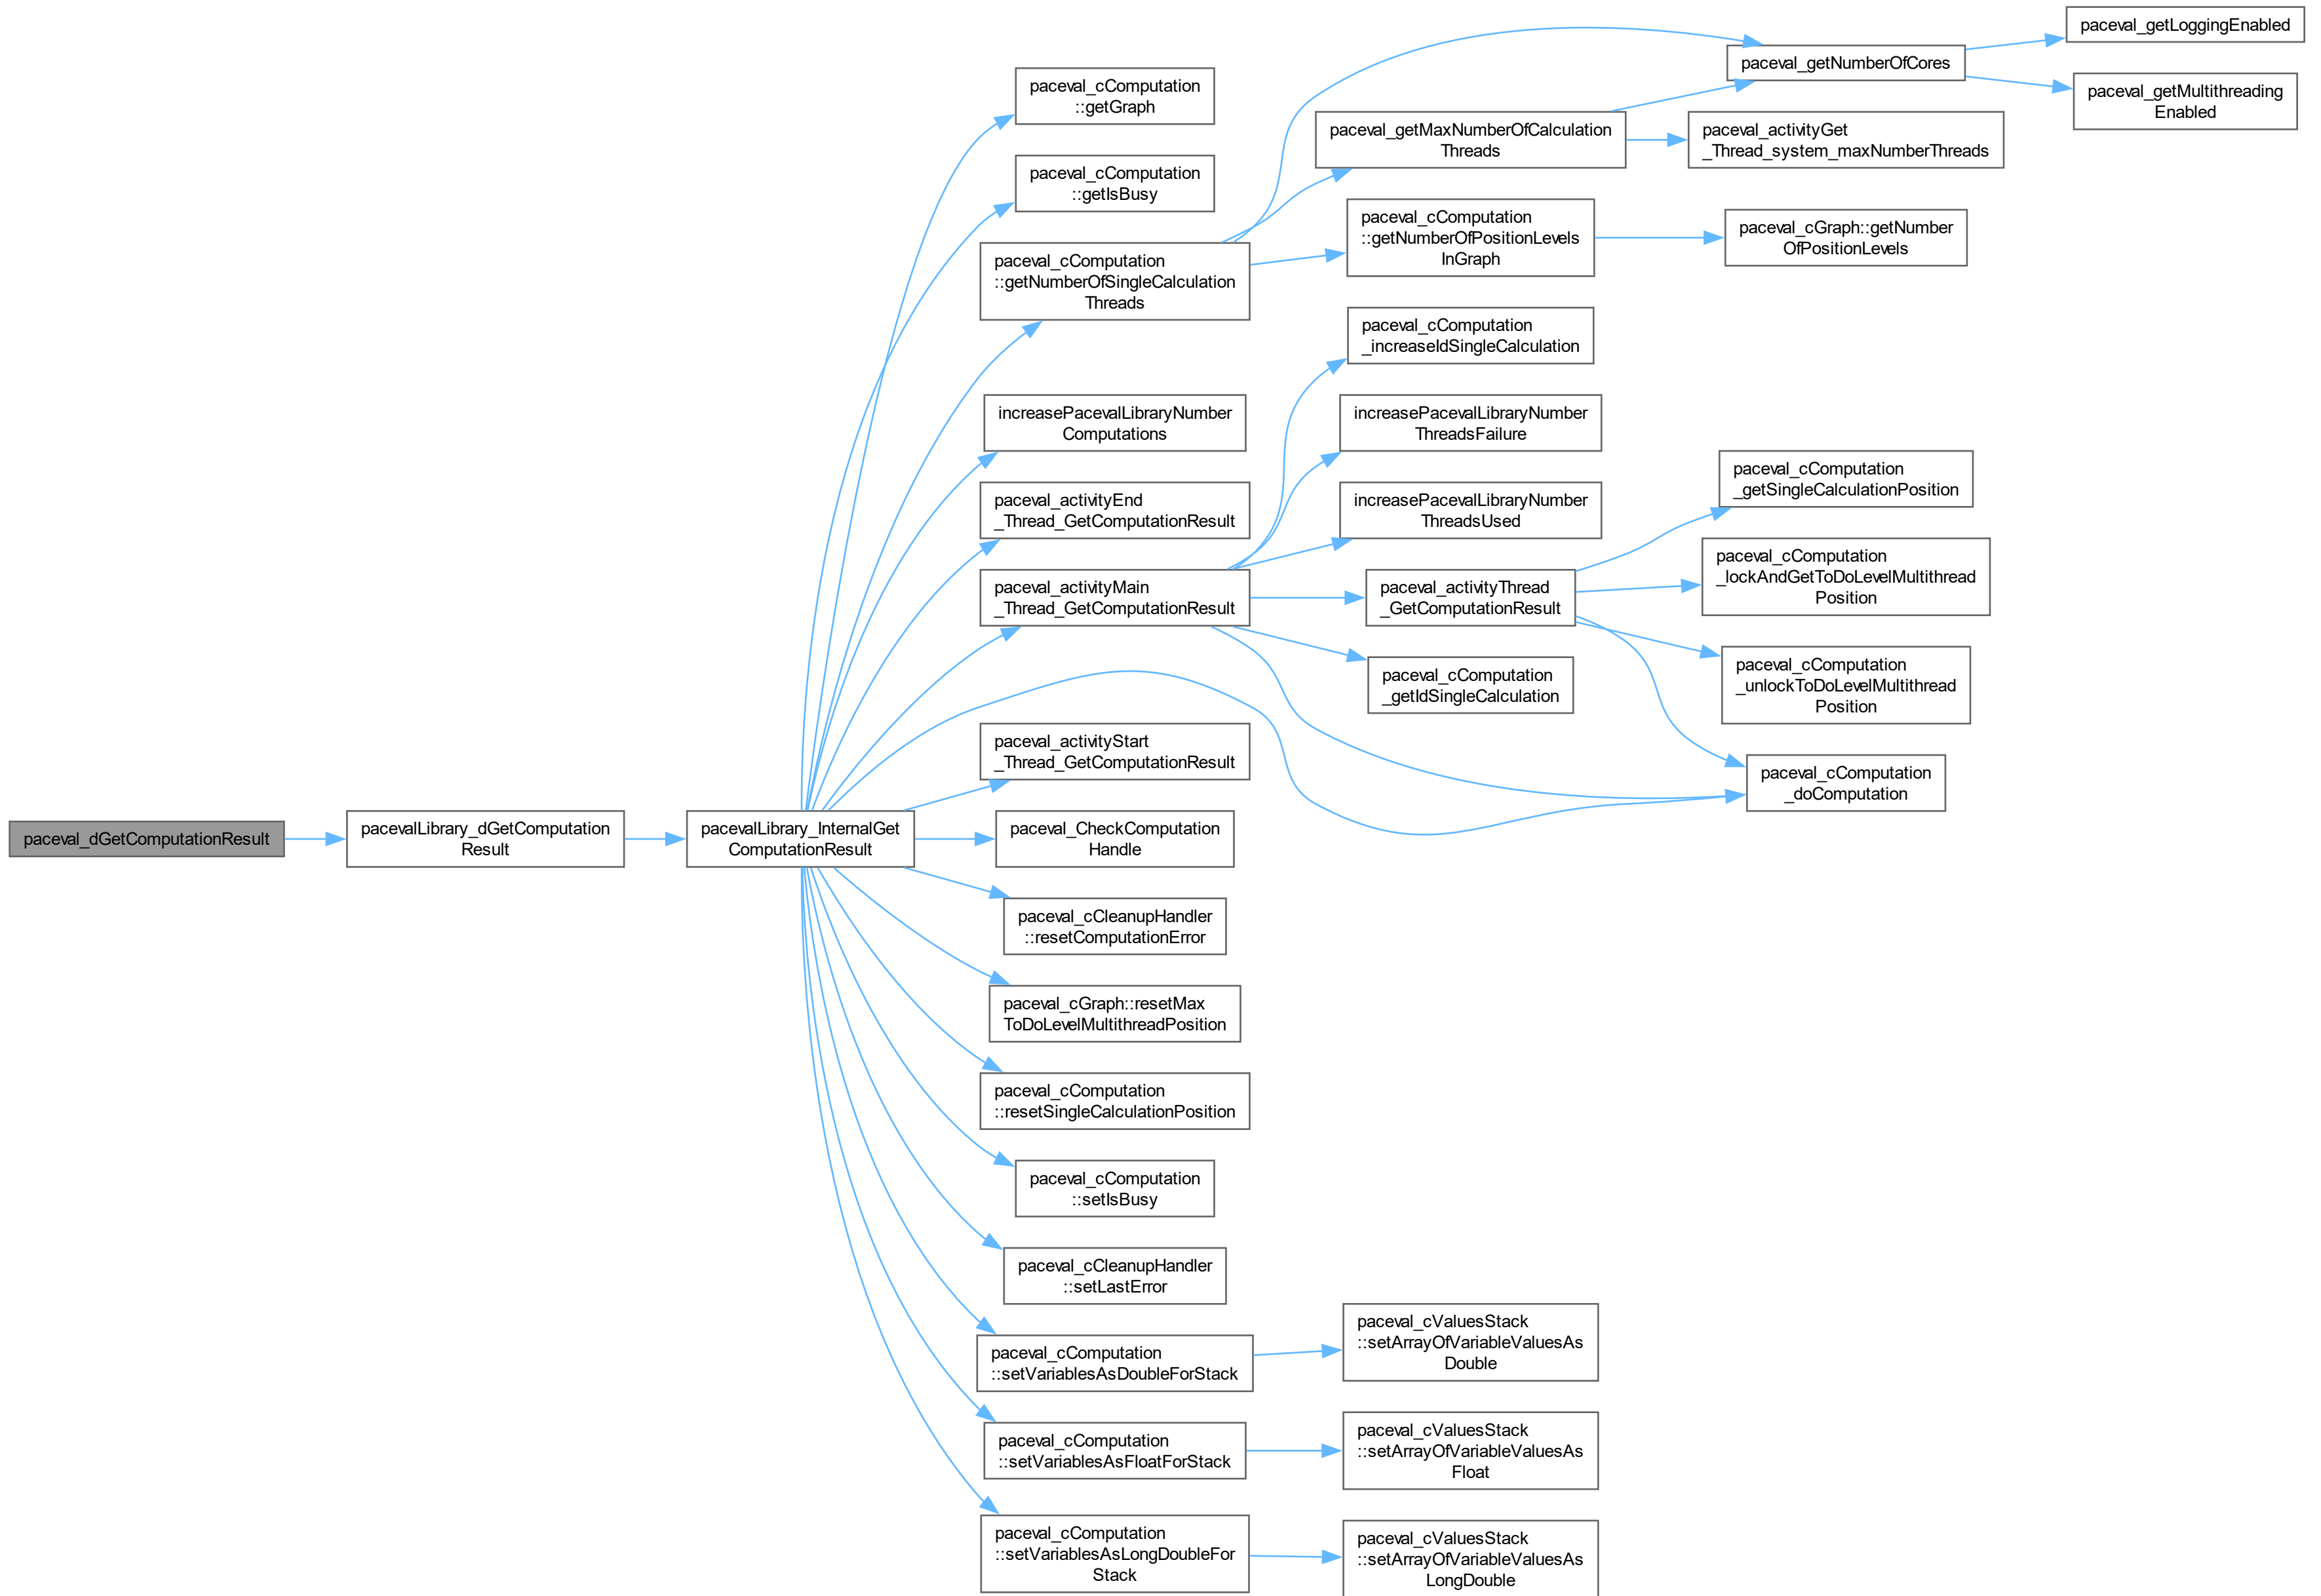 paceval_dGetComputationResult
pacevalLibrary_dGetComputation
Result
pacevalLibrary_InternalGet
ComputationResult
paceval_cComputation
::getGraph
paceval_cComputation
::getIsBusy
paceval_cComputation
::getNumberOfSingleCalculation
Threads
increasePacevalLibraryNumber
Computations
paceval_activityEnd
_Thread_GetComputationResult
paceval_activityMain
_Thread_GetComputationResult
paceval_activityStart
_Thread_GetComputationResult
paceval_CheckComputation
Handle
paceval_cCleanupHandler
::resetComputationError
paceval_cGraph::resetMax
ToDoLevelMultithreadPosition
paceval_cComputation
::resetSingleCalculationPosition
paceval_cComputation
::setIsBusy
paceval_cCleanupHandler
::setLastError
paceval_cComputation
::setVariablesAsDoubleForStack
paceval_cComputation
::setVariablesAsFloatForStack
paceval_cComputation
::setVariablesAsLongDoubleFor
Stack
paceval_getMaxNumberOfCalculation
Threads
paceval_cComputation
::getNumberOfPositionLevels
InGraph
paceval_cComputation
_increaseIdSingleCalculation
increasePacevalLibraryNumber
ThreadsFailure
increasePacevalLibraryNumber
ThreadsUsed
paceval_activityThread
_GetComputationResult
paceval_cComputation
_getIdSingleCalculation
paceval_cValuesStack
::setArrayOfVariableValuesAs
Double
paceval_cValuesStack
::setArrayOfVariableValuesAs
Float
paceval_cValuesStack
::setArrayOfVariableValuesAs
LongDouble
paceval_getNumberOfCores
paceval_activityGet
_Thread_system_maxNumberThreads
paceval_cGraph::getNumber
OfPositionLevels
paceval_cComputation
_getSingleCalculationPosition
paceval_cComputation
_lockAndGetToDoLevelMultithread
Position
paceval_cComputation
_unlockToDoLevelMultithread
Position
paceval_cComputation
_doComputation
paceval_getLoggingEnabled
paceval_getMultithreading
Enabled